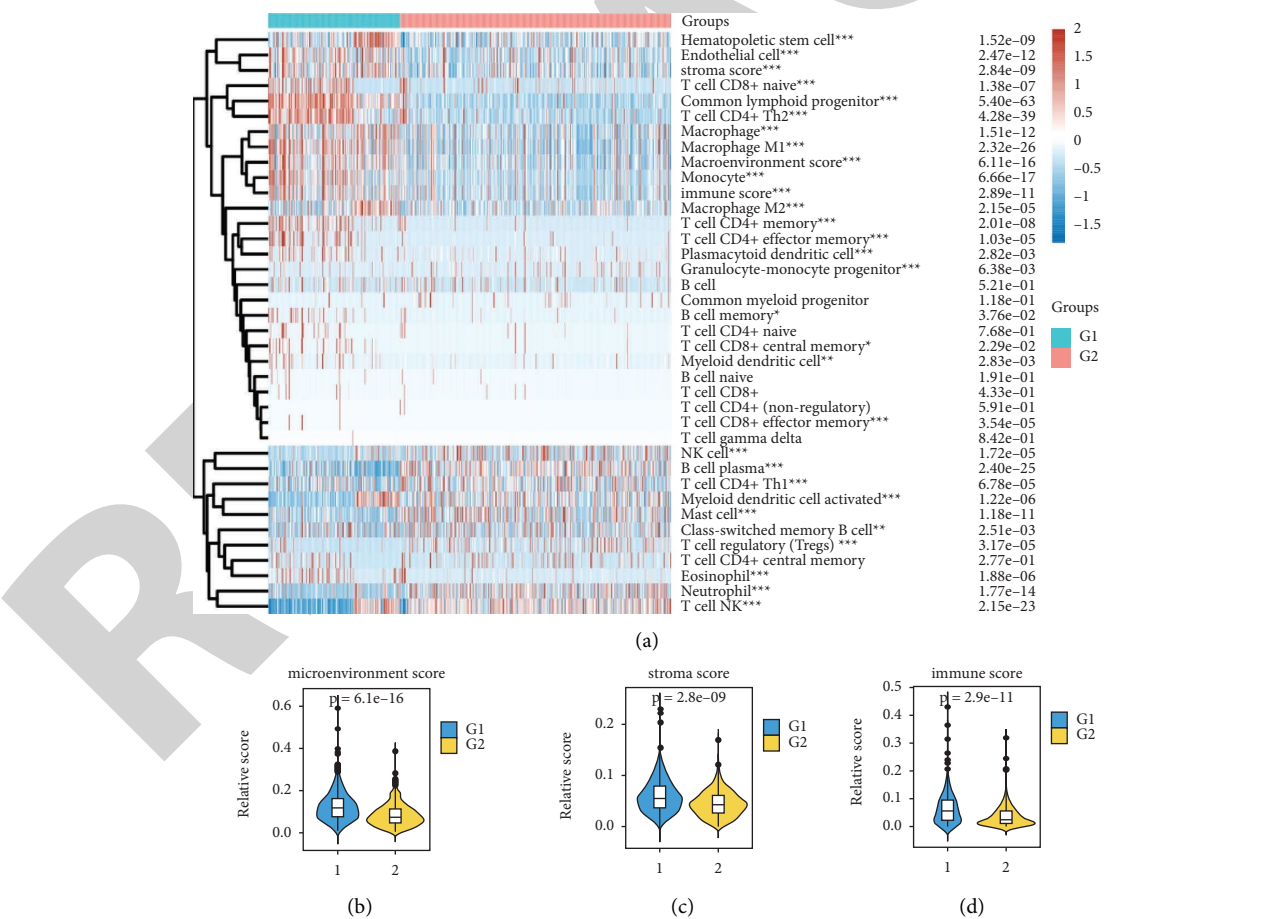 Groups
Hematopoletic stem cell*** 1.52e–09
Endothelial cell*** 2.47e–12
stroma score*** 2.84e–09
T cell CD8+ naive*** 1.38e–07
Common lymphoid progenitor*** 5.40e–63
T cell CD4+ Th2*** 4.28e–39
Macrophage*** 1.51e–12
Macrophage M1*** 2.32e–26
Macroenvironment score*** 6.11e–16
Monocyte*** 6.66e–17
immune score*** 2.89e–11
Macrophage M2*** 2.15e–05
T cell CD4+ memory*** 2.01e–08
T cell CD4+ effector memory*** 1.03e–05
Plasmacytoid dendritic cell*** 2.82e–03
Granulocyte-monocyte progenitor*** 6.38e–03
B cell 5.21e–01
Common myeloid progenitor 1.18e–01
B cell memory* 3.76e–02
T cell CD4+ naive 7.68e–01
T cell CD8+ central memory* 2.29e–02
Myeloid dendritic cell** 2.83e–03
B cell naive 1.91e–01
T cell CD8+ 4.33e–01
T cell CD4+ (non-regulatory) 5.91e–01
T cell CD8+ effector memory*** 3.54e–05
T cell gamma delta 8.42e–01
NK cell*** 1.72e–05
B cell plasma*** 2.40e–25
T cell CD4+ Th1*** 6.78e–05
Myeloid dendritic cell activated*** 1.22e–06
Mast cell*** 1.18e–11
Class-switched memory B cell** 2.51e–03
T cell regulatory (Tregs) *** 3.17e–05
T cell CD4+ central memory 2.77e–01
Eosinophil*** 1.88e–06
Neutrophil*** 1.77e–14
T cell NK*** 2.15e–23
2
1.5
1
0.5
0
–0.5
–1
–1.5
Groups
G1
G2
(a)
microenvironment score
p = 6.1e–16
Relative score
0.6
0.4
0.2
0.0
1 2
G1
G2
(b)
stroma score
p = 2.8e–09
Relative score
0.2
0.1
0.0
1 2
G1
G2
(c)
immune score
p = 2.9e–11
Relative score
0.5
0.4
0.3
0.2
0.1
0.0
1 2
G1
G2
(d)